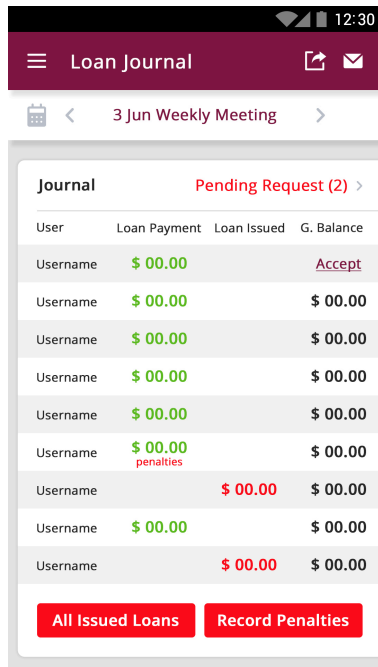 12:30
Loan Journal
3 Jun Weekly Meeting
Journal Pending Request (2) >
User Loan Payment Loan Issued G. Balance
Username $ 00.00 Accept
Username $ 00.00 $ 00.00
Username $ 00.00 $ 00.00
Username $ 00.00 $ 00.00
Username $ 00.00 $ 00.00
Username $ 00.00 $ 00.00
penalties
Username $ 00.00 $ 00.00
Username $ 00.00 $ 00.00
Username $ 00.00 $ 00.00
All Issued Loans Record Penalties